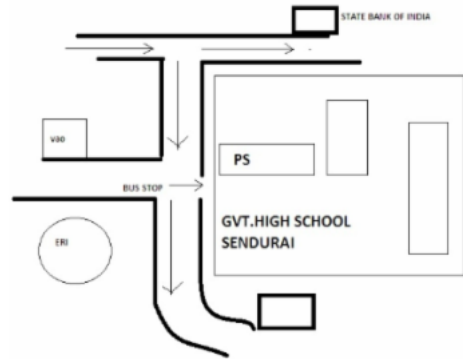 STATE BANK OF INDIA
VAO
PS
BUS STOP
GVT.HIGH SCHOOL
SENDURAI
ERI